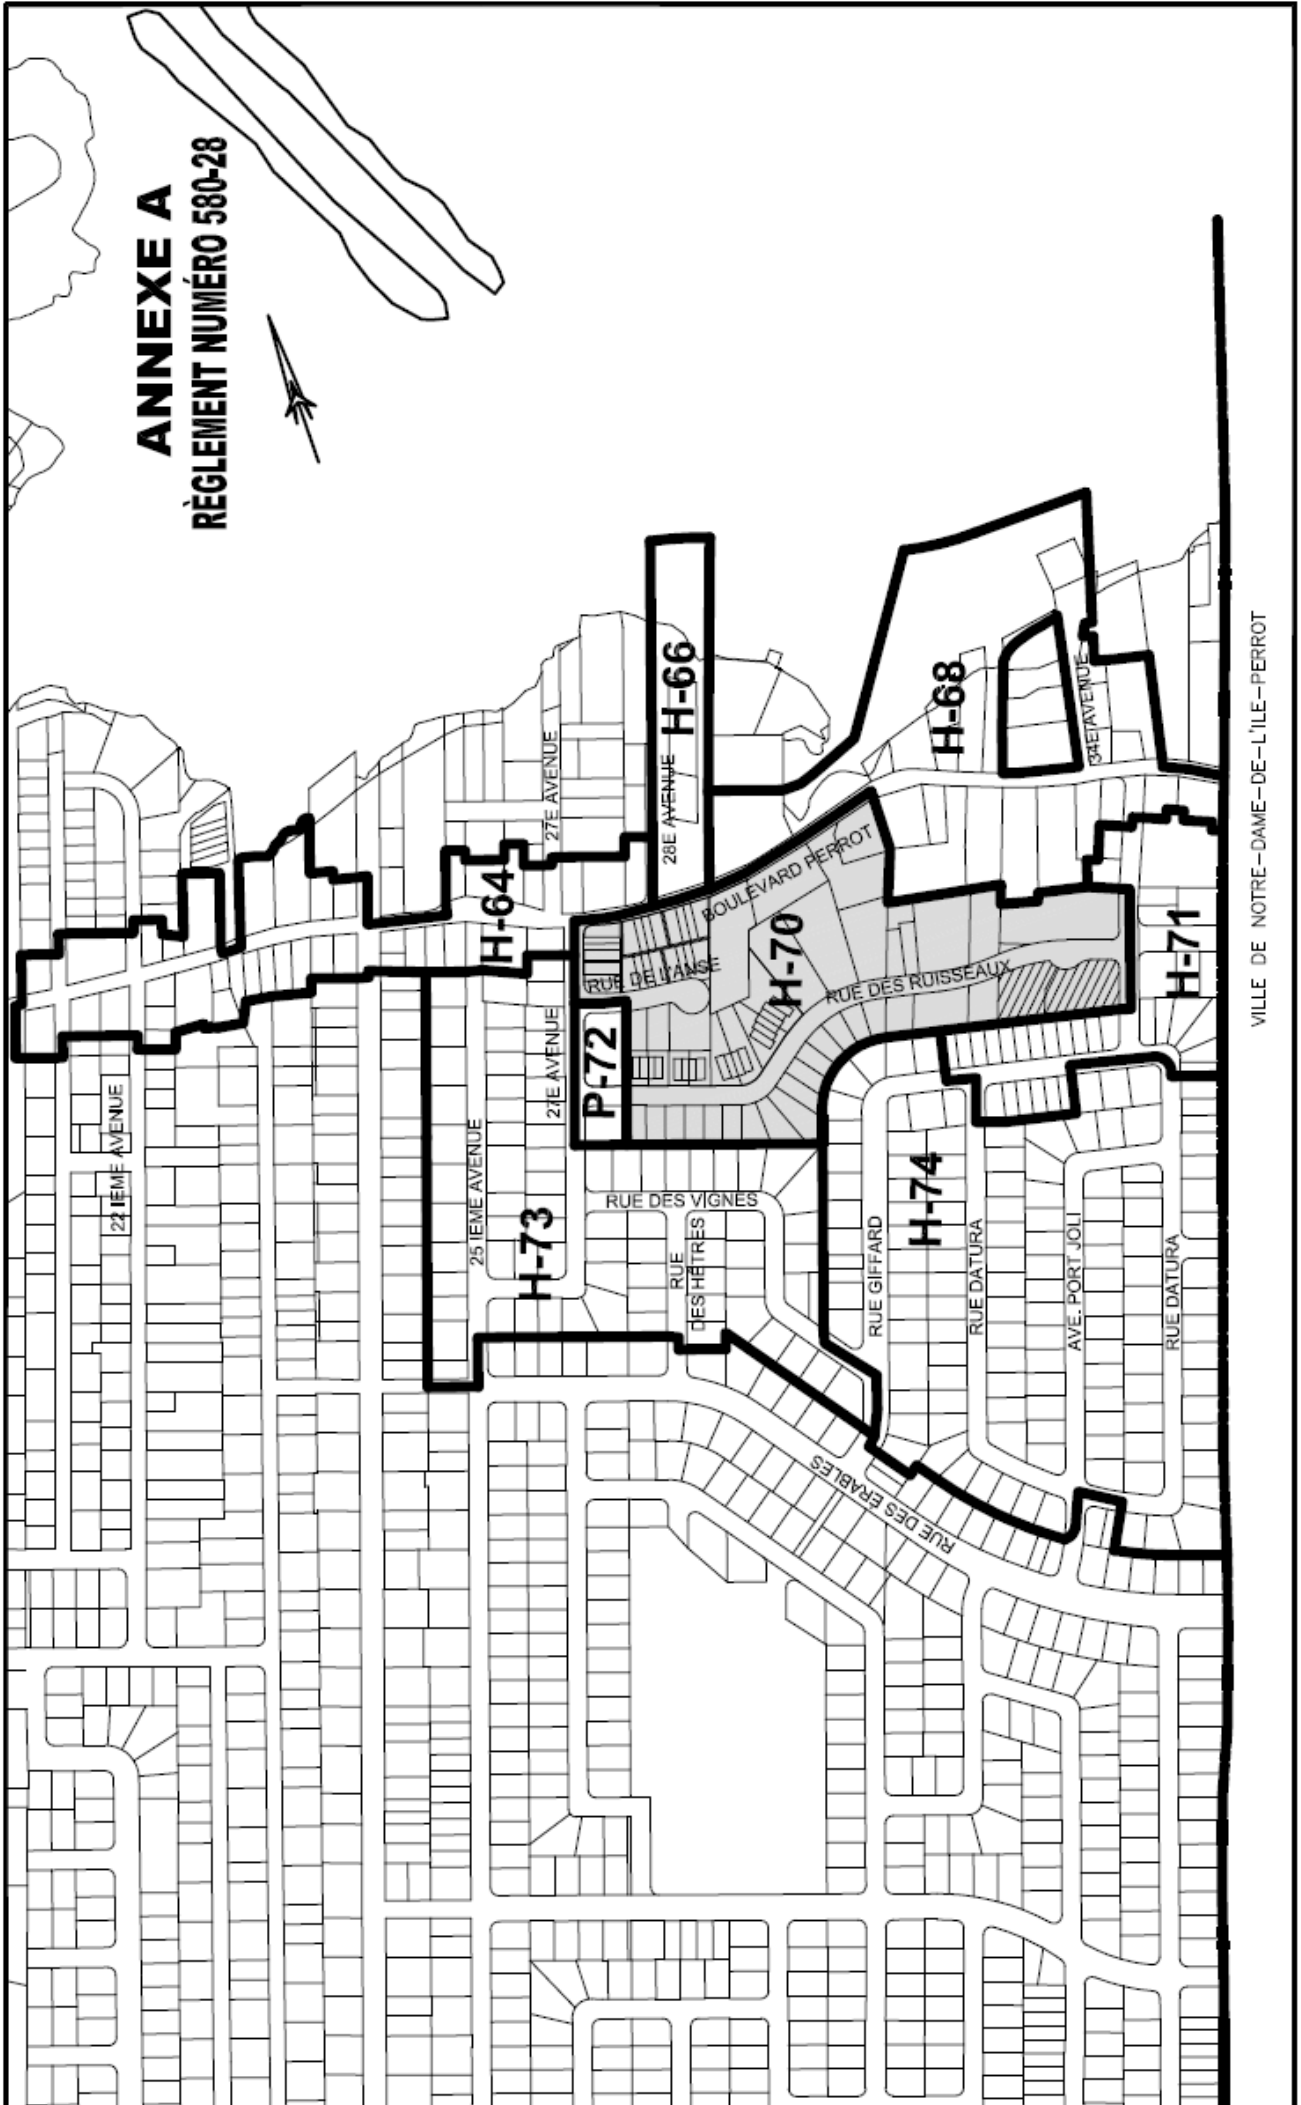 ANNEXE A
RÈGLEMENT NUMÉRO 580-28
H-66
28E AVENUE
27E AVENUE
H-68
34E AVENUE
H-64
BOULEVARD PERROT
H-70
RUE DE L'ANSE
RUE DES RUISSEAUX
H-71
P-72
27E AVENUE
22 IEME AVENUE
25 IEME AVENUE
H-73
RUE DES VIGNES
RUE
DES HÊTRES
H-74
RUE GIFFARD
RUE DATURA
AVE. PORT JOLI
RUE DATURA
RUE DES ÉRABLES
VILLE DE NOTRE-DAME-DE-L'ILE-PERROT